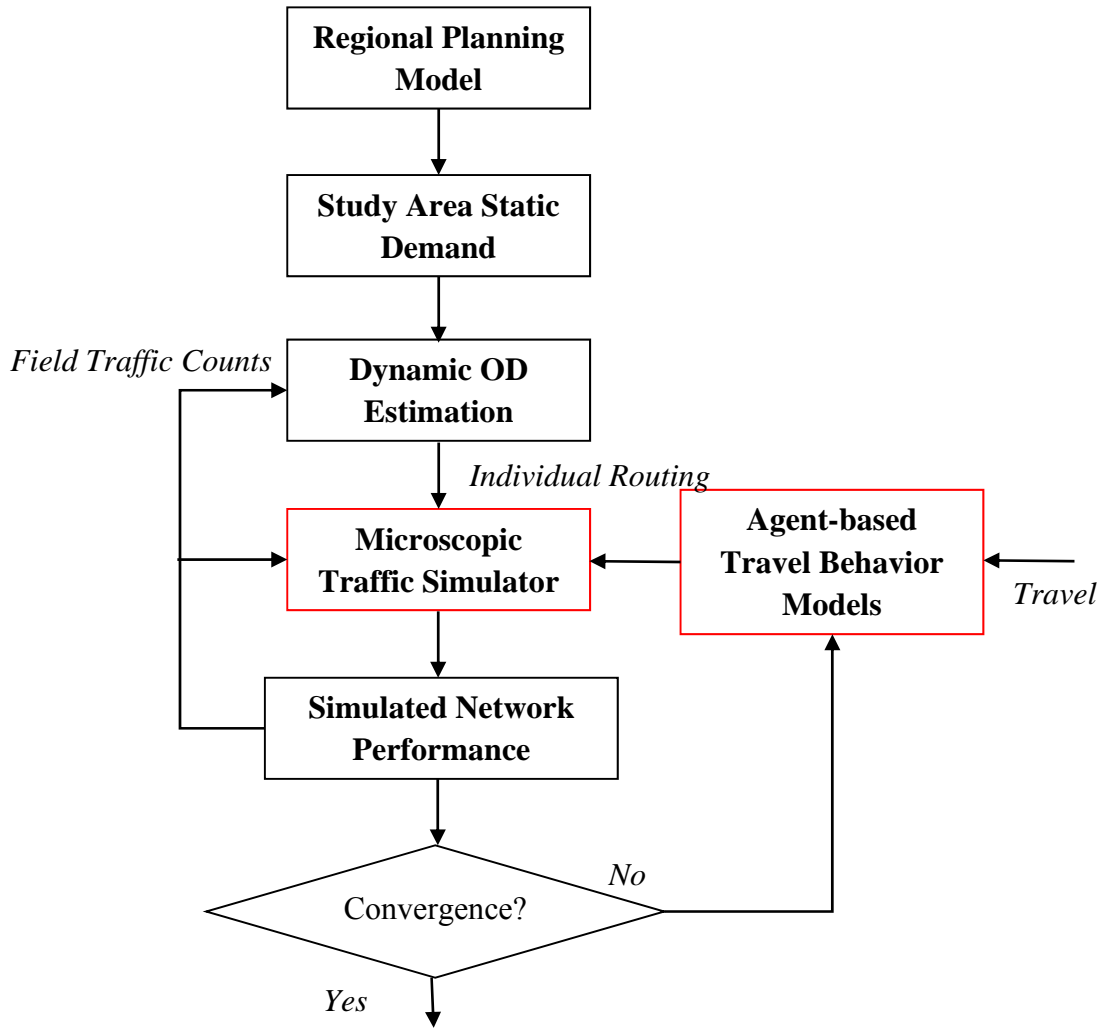 Regional Planning
Model
Study Area Static
Demand
Field Traffic Counts
Dynamic OD
Estimation
Individual Routing
Microscopic
Traffic Simulator
Agent-based
Travel Behavior
Models
Travel
Simulated Network
Performance
Convergence?
No
Yes